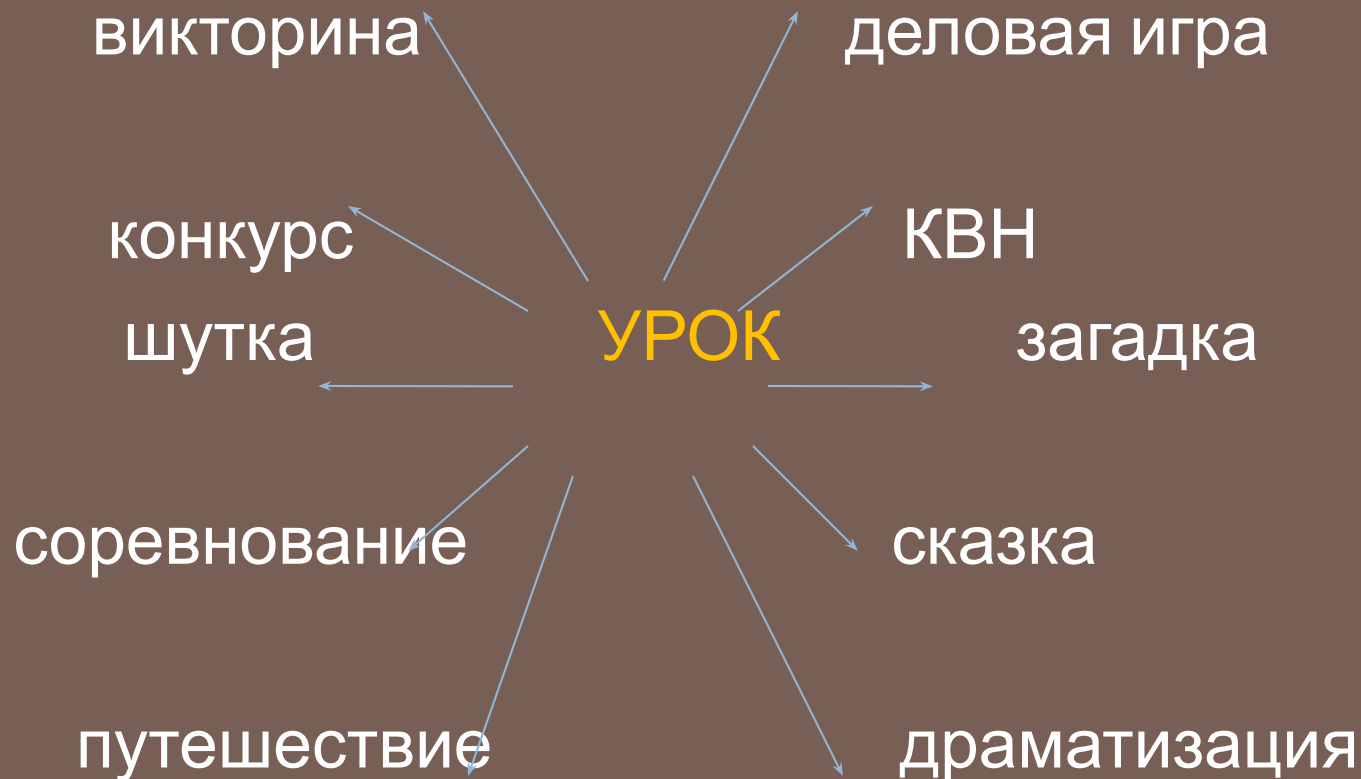 викторина деловая игра
конкурс КВН
шутка УРОК загадка
соревнование сказка
путешествие драматизация